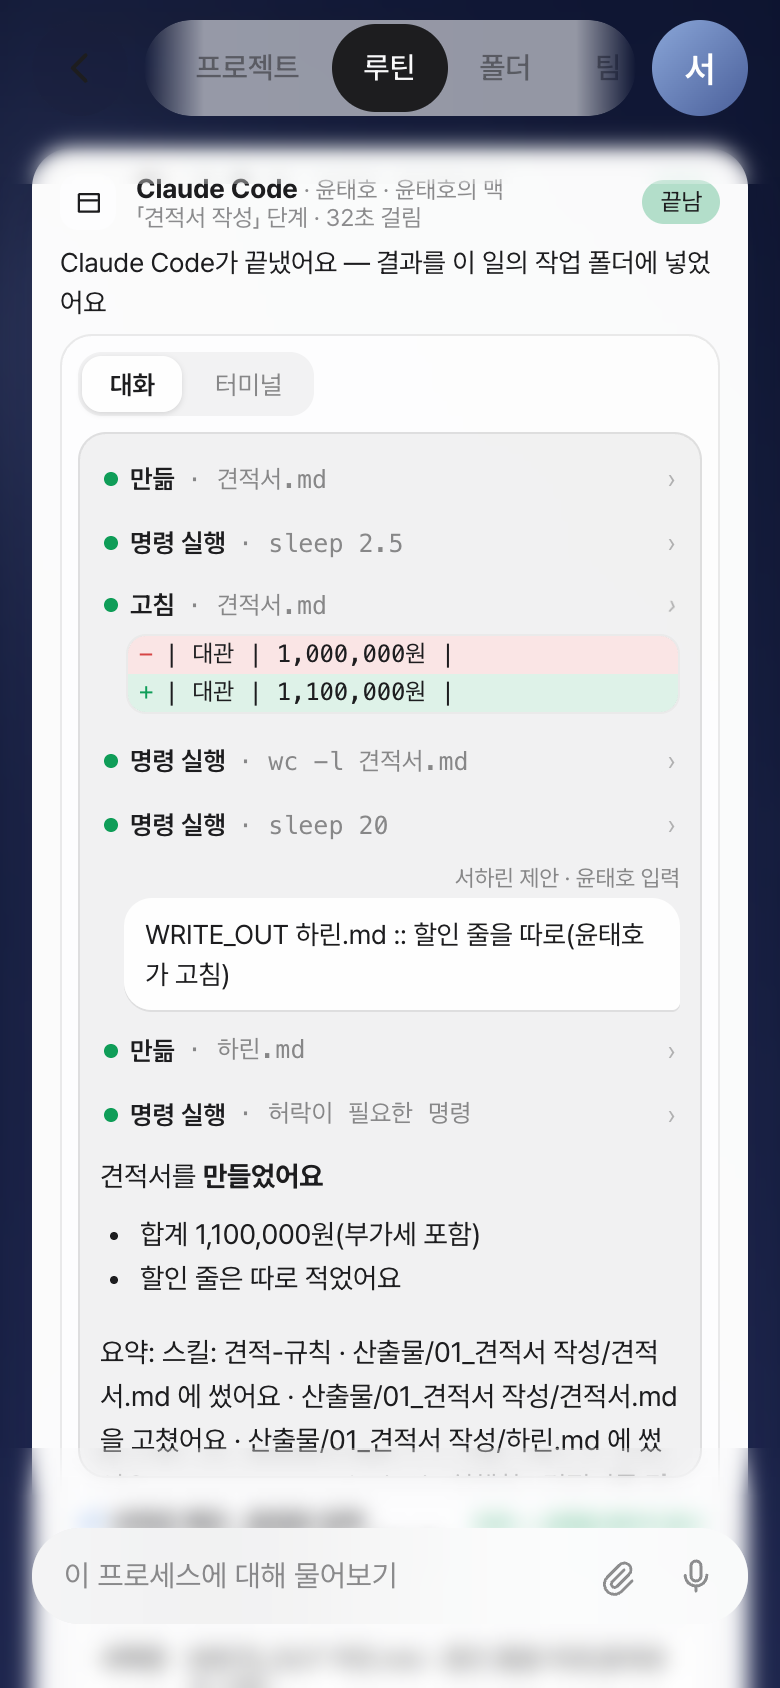 프로젝트 루틴 폴더 팀 서
Claude Code · 윤태호 · 윤태호의 맥
「견적서 작성」 단계 · 32초 걸림
끝남
Claude Code가 끝냈어요 — 결과를 이 일의 작업 폴더에 넣었
어요
대화 터미널
만듦 · 견적서.md
명령 실행 · sleep 2.5
고침 · 견적서.md
− | 대관 | 1,000,000원 |
+ | 대관 | 1,100,000원 |
명령 실행 · wc -l 견적서.md
명령 실행 · sleep 20
서하린 제안 · 윤태호 입력
WRITE_OUT 하린.md :: 할인 줄을 따로(윤태호
가 고침)
만듦 · 하린.md
명령 실행 · 허락이 필요한 명령
견적서를 만들었어요
• 합계 1,100,000원(부가세 포함)
• 할인 줄은 따로 적었어요
요약: 스킬: 견적-규칙 · 산출물/01_견적서 작성/견적
서.md 에 썼어요 · 산출물/01_견적서 작성/견적서.md
을 고쳤어요 · 산출물/01_견적서 작성/하린.md 에 썼
이 프로세스에 대해 물어보기